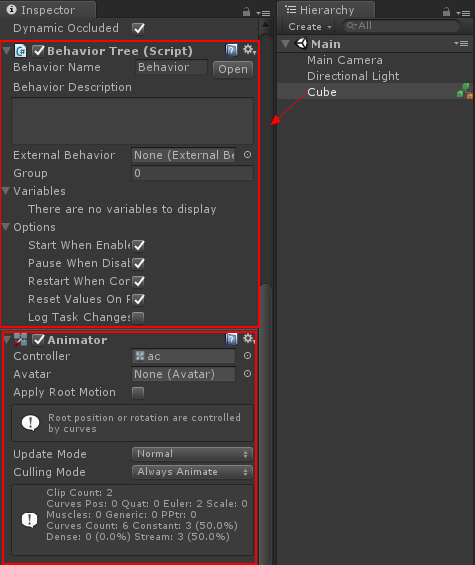 Inspector
Dynamic Occluded
Behavior Tree (Script)
Behavior Name Behavior Open
Behavior Description
External Behavior None (External Be
Group 0
Variables
There are no variables to display
Options
Start When Enable
Pause When Disab
Restart When Con
Reset Values On R
Log Task Changes
Animator
Controller ac
Avatar None (Avatar)
Apply Root Motion
Root position or rotation are controlled
by curves
Update Mode Normal
Culling Mode Always Animate
Clip Count: 2
Curves Pos: 0 Quat: 0 Euler: 2 Scale: 0
Muscles: 0 Generic: 0 PPtr: 0
Curves Count: 6 Constant: 3 (50.0%)
Dense: 0 (0.0%) Stream: 3 (50.0%)
Hierarchy
Create All
Main
Main Camera
Directional Light
Cube